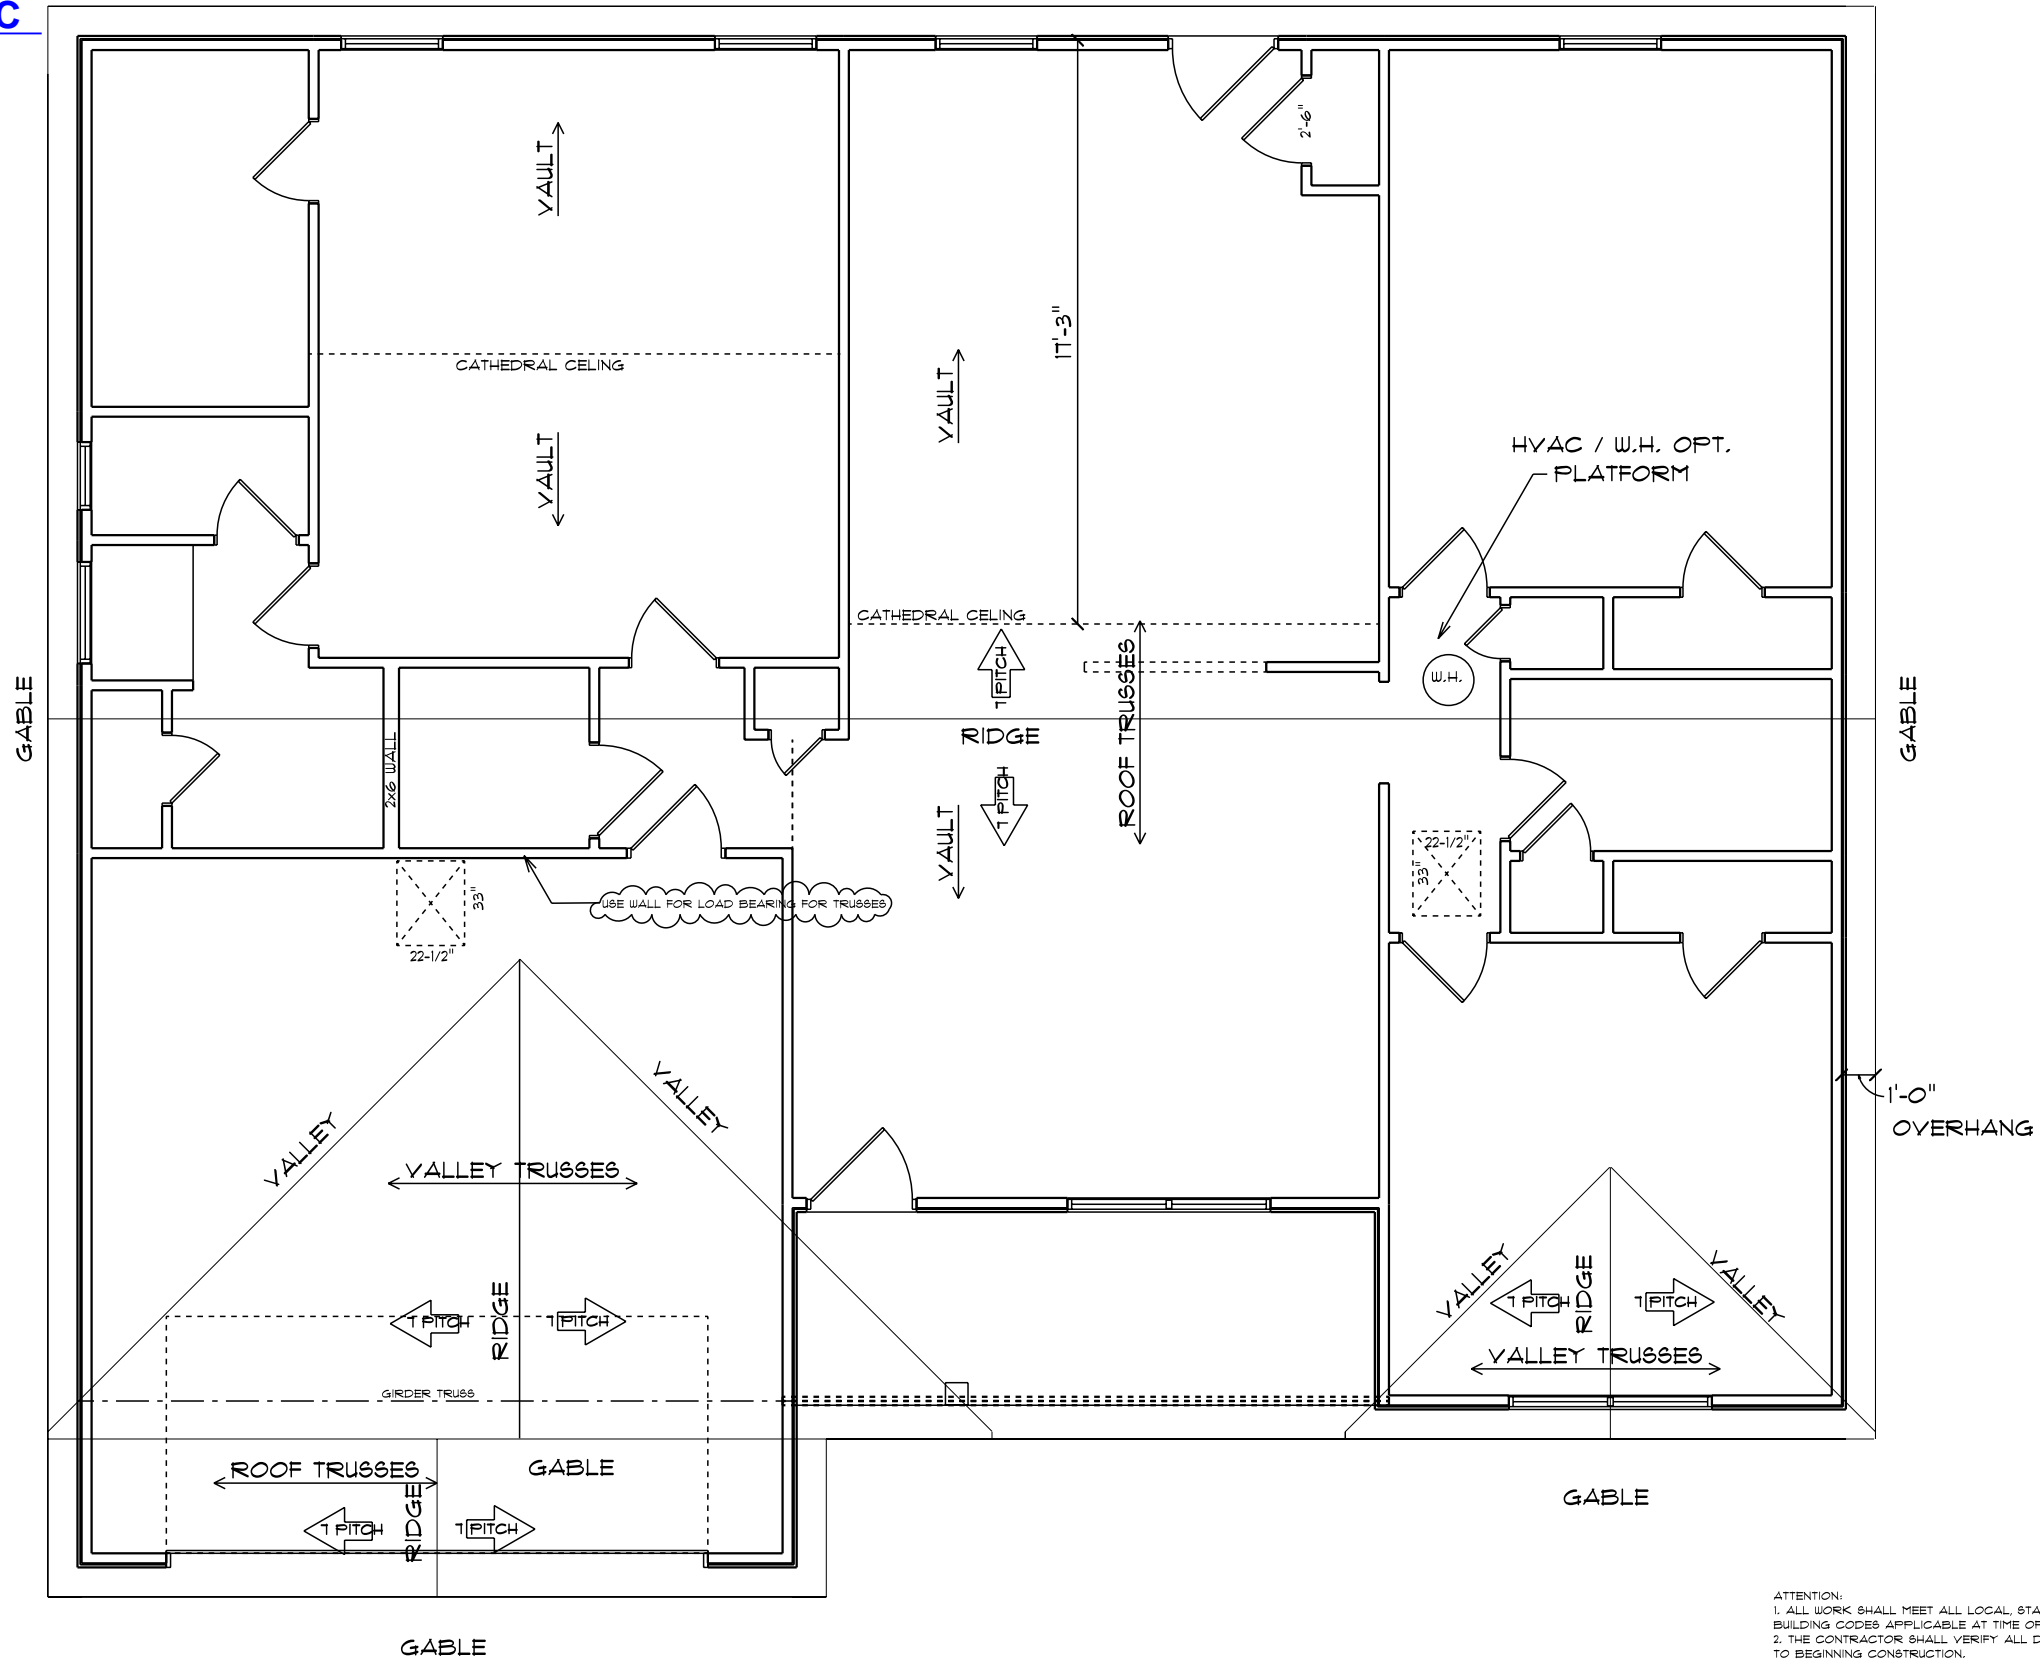 C
2'-6"
VAULT
17'-3"
CATHEDRAL CELING
VAULT
VAULT
HVAC / W.H. OPT.
PLATFORM
CATHEDRAL CELING
7 PITCH
ROOF TRUSSES
W.H.
GABLE
GABLE
RIDGE
2x6 WALL
7 PITCH
VAULT
22-1/2"
33"
33"
USE WALL FOR LOAD BEARING FOR TRUSSES
22-1/2"
1'-0"
OVERHANG
VALLEY
VALLEY
VALLEY TRUSSES
VALLEY
RIDGE
VALLEY
7 PITCH
7 PITCH
RIDGE
7 PITCH
7 PITCH
VALLEY TRUSSES
GIRDER TRUSS
ROOF TRUSSES
GABLE
GABLE
RIDGE
7 PITCH
7 PITCH
GABLE
ATTENTION:
1. ALL WORK SHALL MEET ALL LOCAL, STA
BUILDING CODES APPLICABLE AT TIME OF
2. THE CONTRACTOR SHALL VERIFY ALL D
TO BEGINNING CONSTRUCTION.